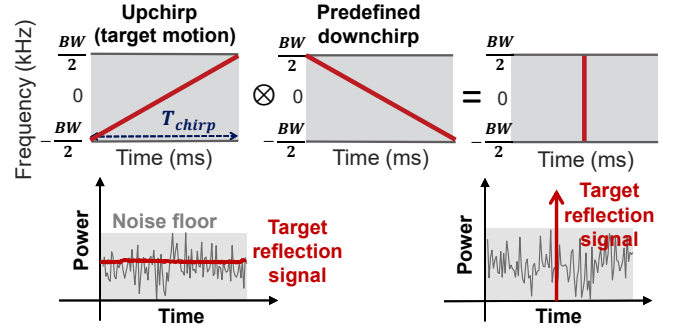 Upchirp
(target motion)
Predefined
downchirp
Frequency (kHz)
BW/2
0
−BW/2
T_chirp
Time (ms)
⊗
BW/2
0
−BW/2
Time (ms)
=
BW/2
0
−BW/2
Time (ms)
Power
Noise floor
Target
reflection
signal
Time
Power
Target
reflection
signal
Time